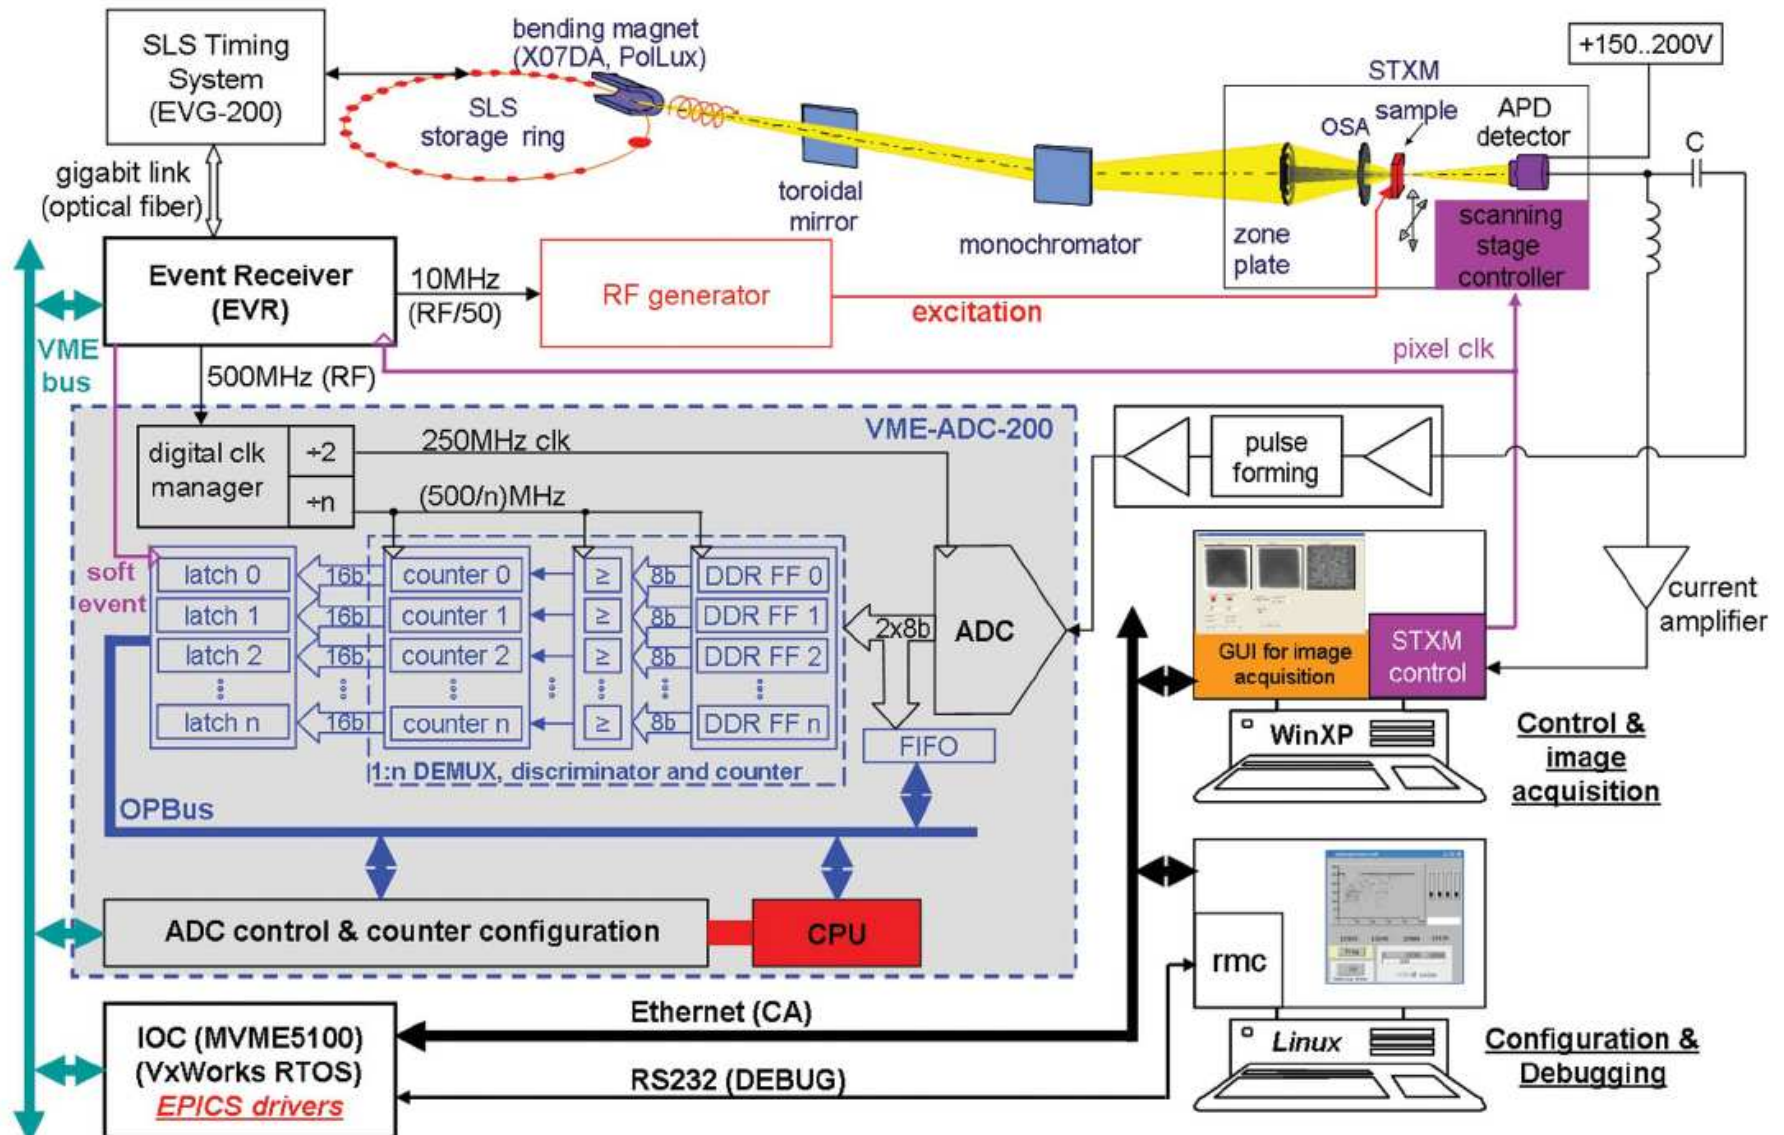 SLS Timing
System
(EVG-200)
bending magnet
(X07DA, PolLux)
SLS
storage ring
gigabit link
(optical fiber)
toroidal
mirror
monochromator
STXM
sample
OSA
APD
detector
+150..200V
C
zone
plate
scanning
stage
controller
Event Receiver
(EVR)
10MHz
(RF/50)
RF generator
excitation
pixel clk
VME
bus
500MHz (RF)
VME-ADC-200
digital clk
manager
÷2
÷n
250MHz clk
(500/n)MHz
pulse
forming
soft
event
latch 0
16b
counter 0
≥
8b
DDR FF 0
latch 1
16b
counter 1
≥
8b
DDR FF 1
latch 2
16b
counter 2
≥
8b
DDR FF 2
latch n
16b
counter n
≥
8b
DDR FF n
2x8b
ADC
FIFO
1:n DEMUX, discriminator and counter
OPBus
ADC control & counter configuration
CPU
current
amplifier
GUI for image
acquisition
STXM
control
WinXP
Control &
image
acquisition
rmc
Linux
Configuration &
Debugging
IOC (MVME5100)
(VxWorks RTOS)
EPICS drivers
Ethernet (CA)
RS232 (DEBUG)